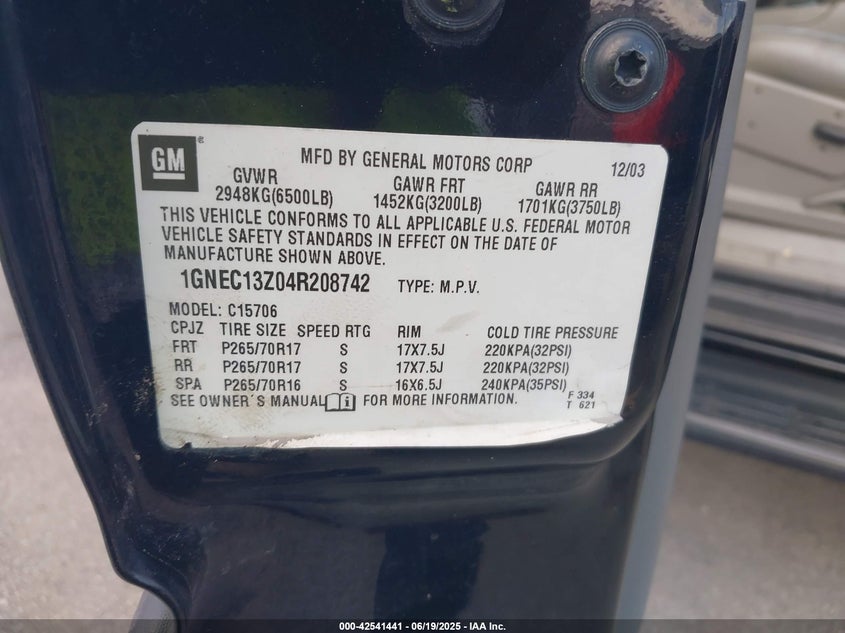 GM ®
MFD BY GENERAL MOTORS CORP 12/03
GVWR GAWR FRT GAWR RR
2948KG(6500LB) 1452KG(3200LB) 1701KG(3750LB)
THIS VEHICLE CONFORMS TO ALL APPLICABLE U.S. FEDERAL MOTOR
VEHICLE SAFETY STANDARDS IN EFFECT ON THE DATE OF
MANUFACTURE SHOWN ABOVE.
1GNEC13Z04R208742 TYPE: M.P.V.
MODEL: C15706
CPJZ TIRE SIZE SPEED RTG RIM COLD TIRE PRESSURE
FRT P265/70R17 S 17X7.5J 220KPA(32PSI)
RR P265/70R17 S 17X7.5J 220KPA(32PSI)
SPA P265/70R16 S 16X6.5J 240KPA(35PSI)
SEE OWNER'S MANUAL i FOR MORE INFORMATION.
F 334
T 621
000-42541441 / 06/19/2025 - IAA Inc.